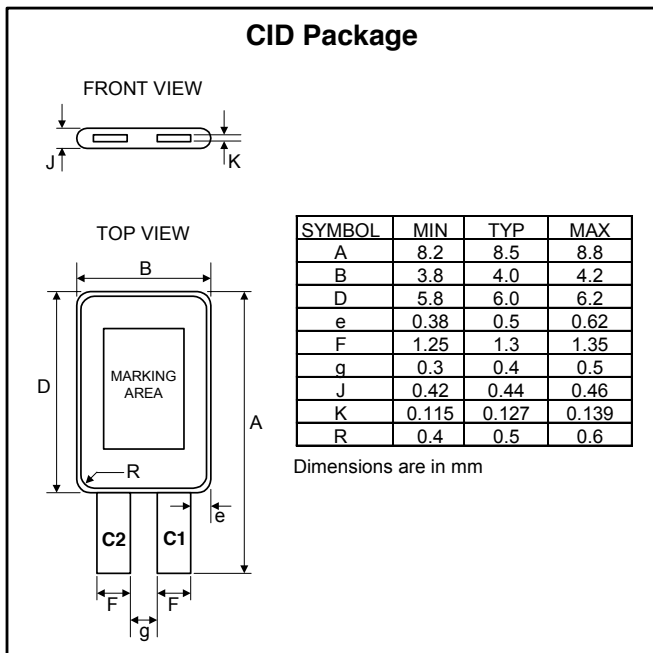 CID Package
FRONT VIEW
J
K
TOP VIEW
B
D
MARKING
AREA
A
R
e
C2
C1
F
F
g
SYMBOL MIN TYP MAX
A 8.2 8.5 8.8
B 3.8 4.0 4.2
D 5.8 6.0 6.2
e 0.38 0.5 0.62
F 1.25 1.3 1.35
g 0.3 0.4 0.5
J 0.42 0.44 0.46
K 0.115 0.127 0.139
R 0.4 0.5 0.6
Dimensions are in mm